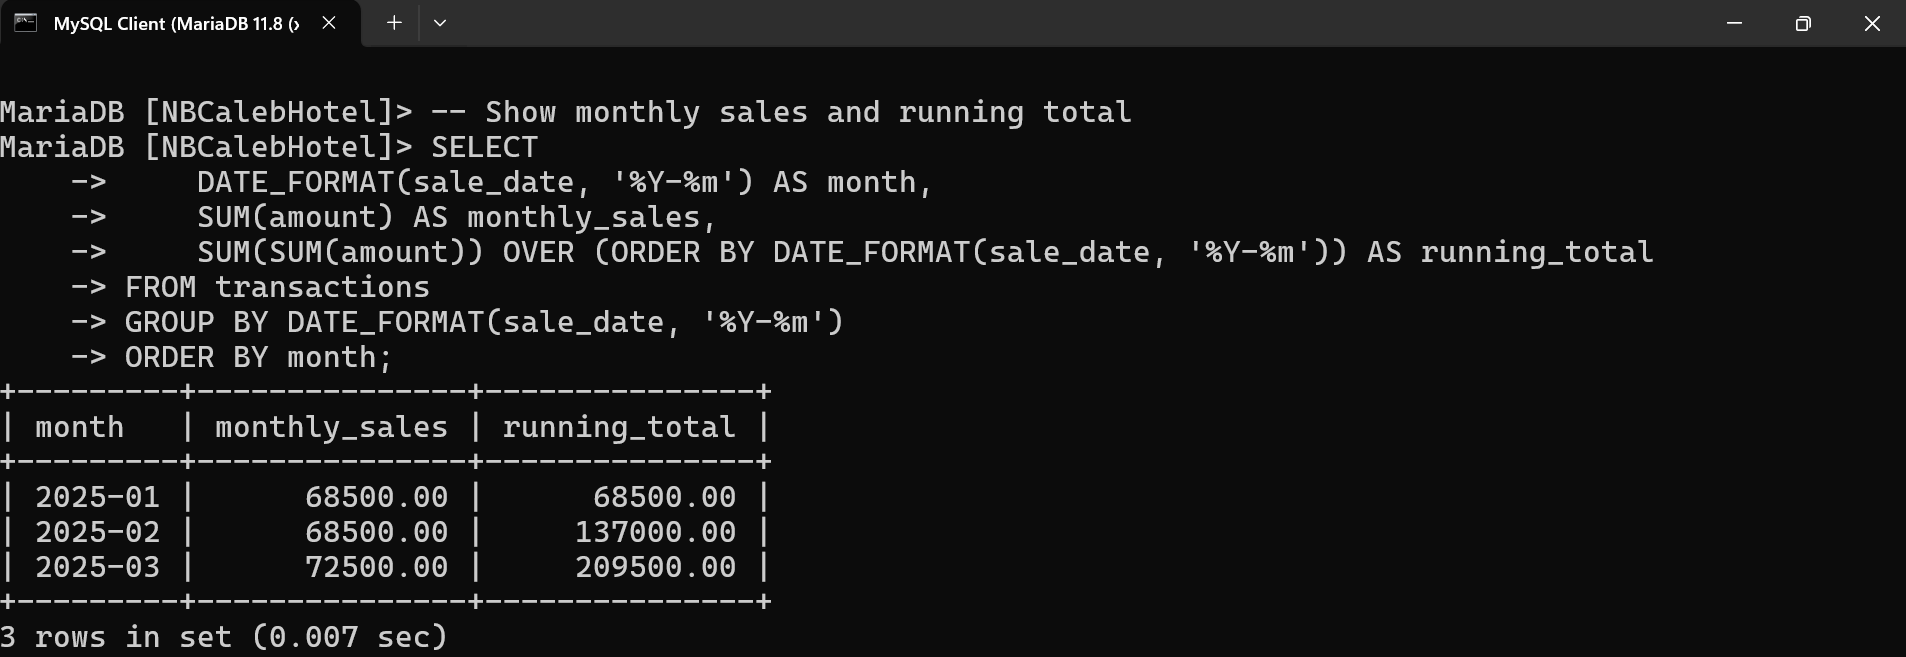 MySQL Client (MariaDB 11.8 (x
MariaDB [NBCalebHotel]> -- Show monthly sales and running total
MariaDB [NBCalebHotel]> SELECT
    ->     DATE_FORMAT(sale_date, '%Y-%m') AS month,
    ->     SUM(amount) AS monthly_sales,
    ->     SUM(SUM(amount)) OVER (ORDER BY DATE_FORMAT(sale_date, '%Y-%m')) AS running_total
    -> FROM transactions
    -> GROUP BY DATE_FORMAT(sale_date, '%Y-%m')
    -> ORDER BY month;
+---------+---------------+---------------+
| month   | monthly_sales | running_total |
+---------+---------------+---------------+
| 2025-01 |      68500.00 |      68500.00 |
| 2025-02 |      68500.00 |     137000.00 |
| 2025-03 |      72500.00 |     209500.00 |
+---------+---------------+---------------+
3 rows in set (0.007 sec)